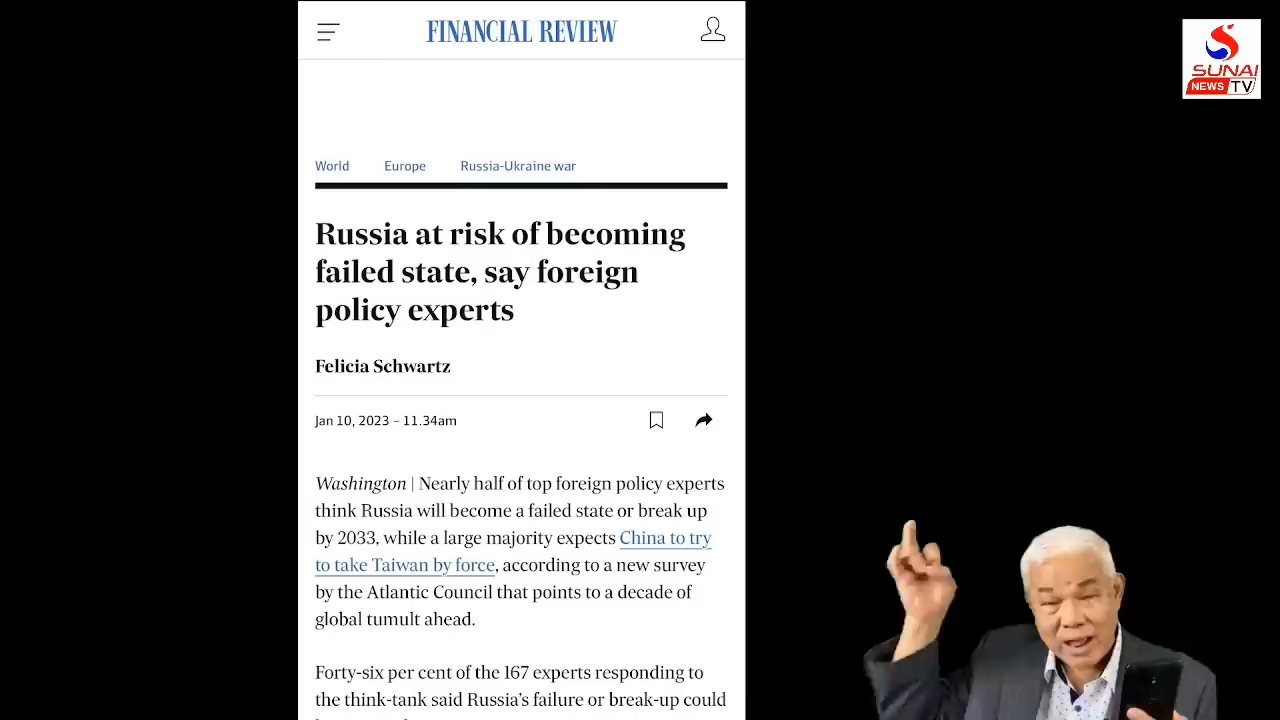 FINANCIAL REVIEW
SUNAI
NEWS TV
World Europe Russia-Ukraine war
Russia at risk of becoming
failed state, say foreign
policy experts
Felicia Schwartz
Jan 10, 2023 – 11.34am
Washington | Nearly half of top foreign policy experts
think Russia will become a failed state or break up
by 2033, while a large majority expects China to try
to take Taiwan by force, according to a new survey
by the Atlantic Council that points to a decade of
global tumult ahead.
Forty-six per cent of the 167 experts responding to
the think-tank said Russia's failure or break-up could